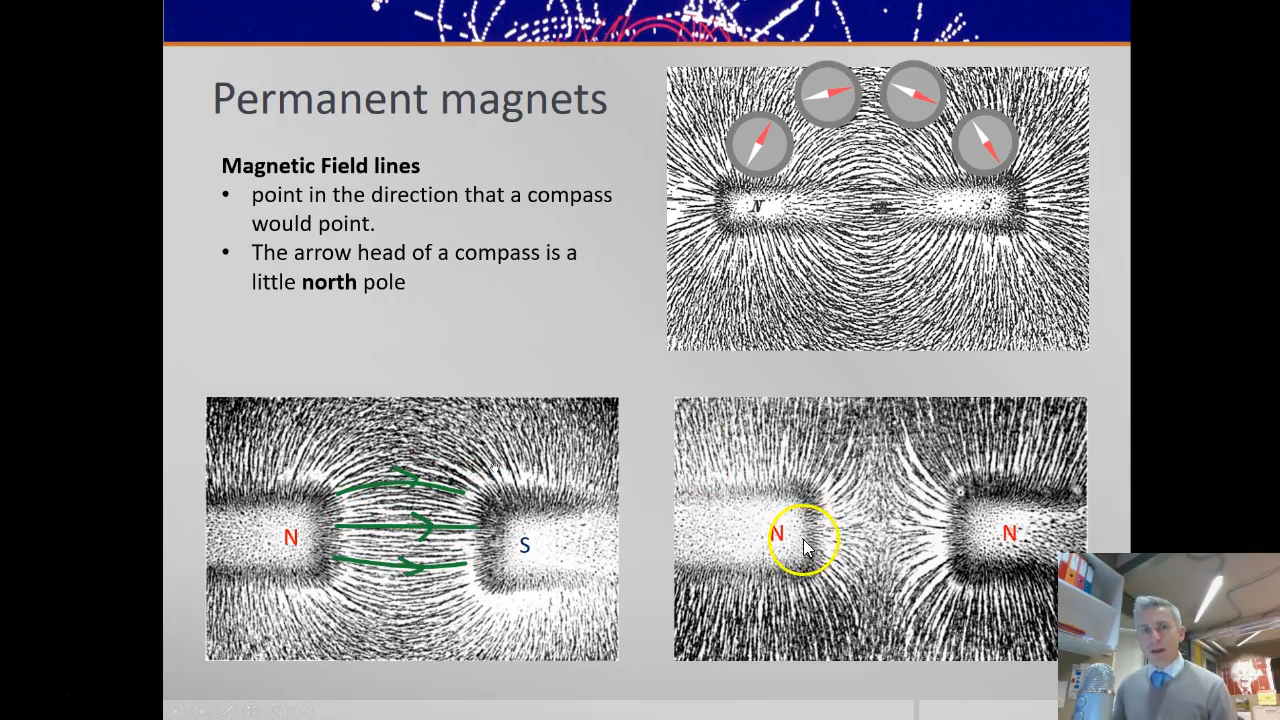 Permanent magnets
Magnetic Field lines
• point in the direction that a compass
would point.
• The arrow head of a compass is a
little north pole
N
S
N
S
N
N